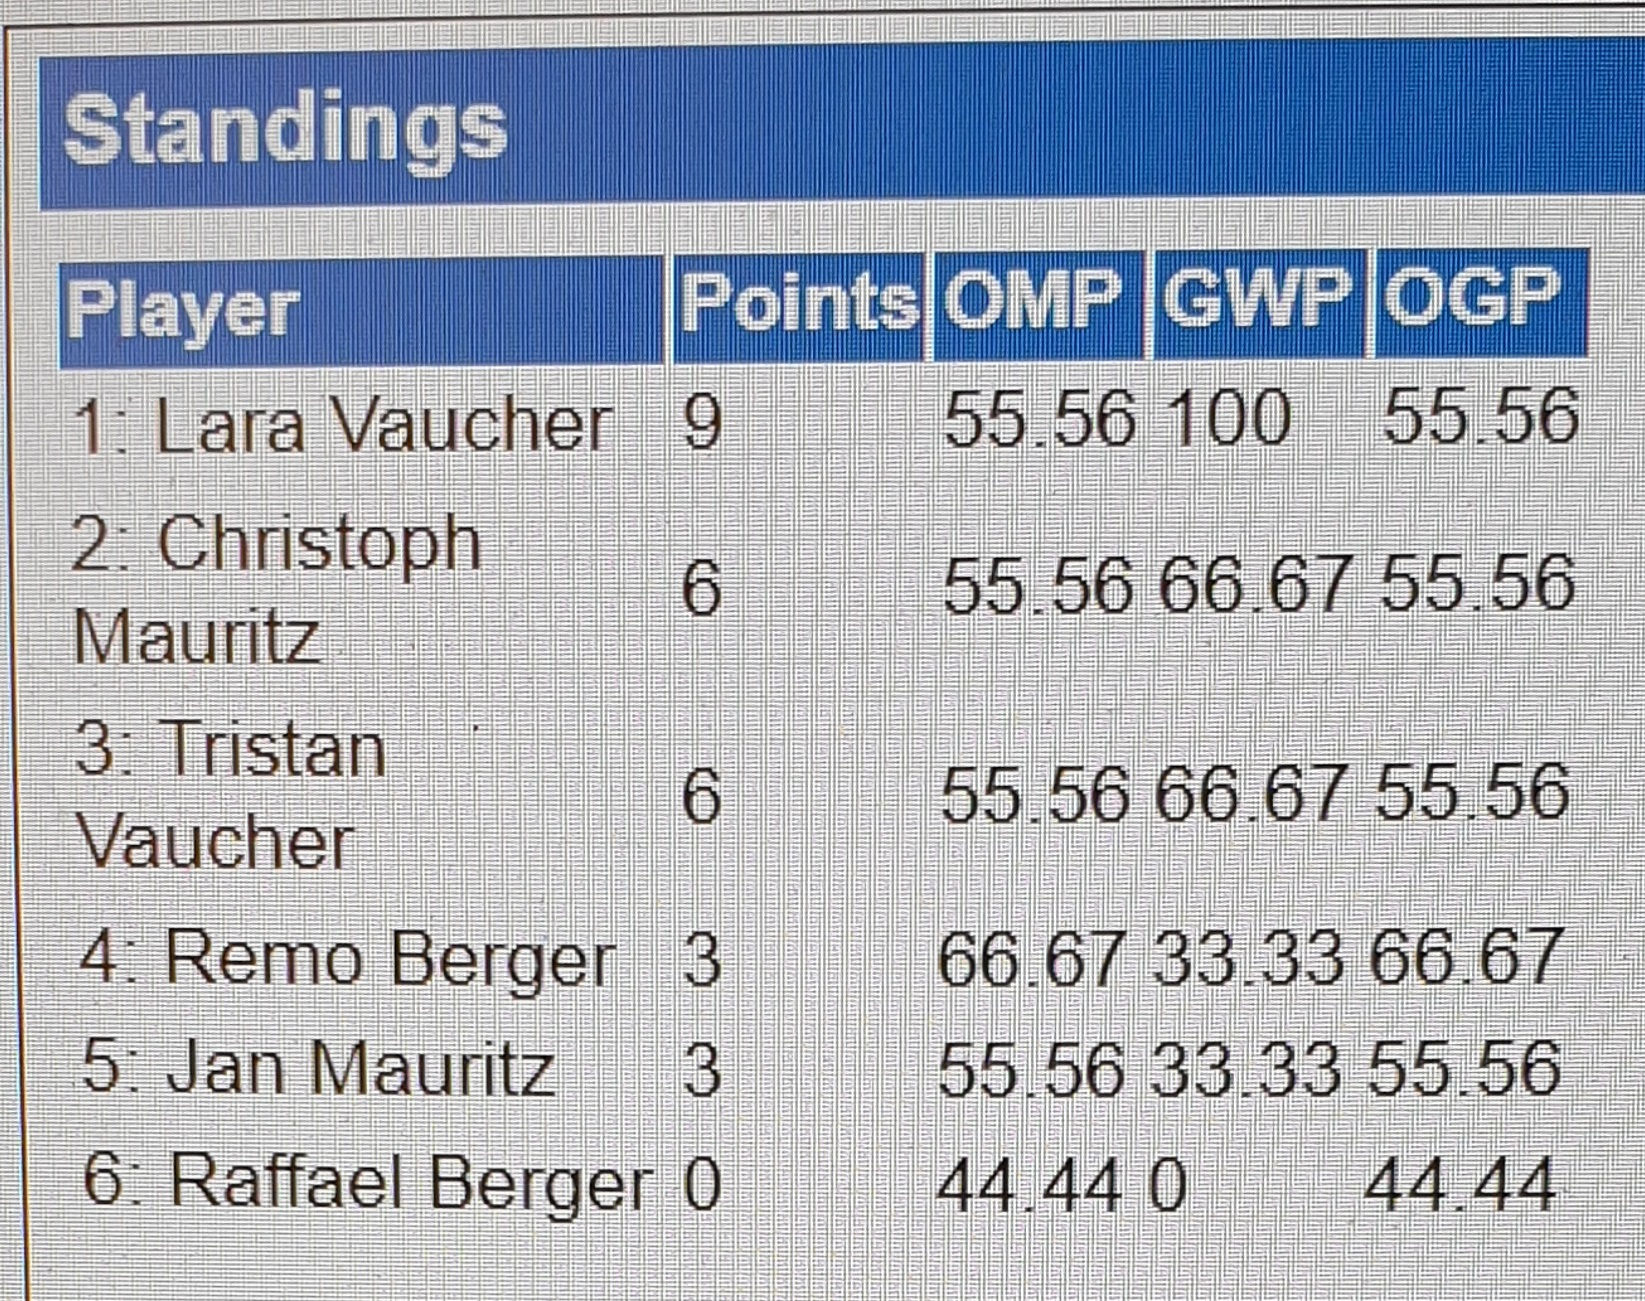 Standings
Player Points OMP GWP OGP
1: Lara Vaucher 9 55.56 100 55.56
2: Christoph
Mauritz 6 55.56 66.67 55.56
3: Tristan
Vaucher 6 55.56 66.67 55.56
4: Remo Berger 3 66.67 33.33 66.67
5: Jan Mauritz 3 55.56 33.33 55.56
6: Raffael Berger 0 44.44 0 44.44